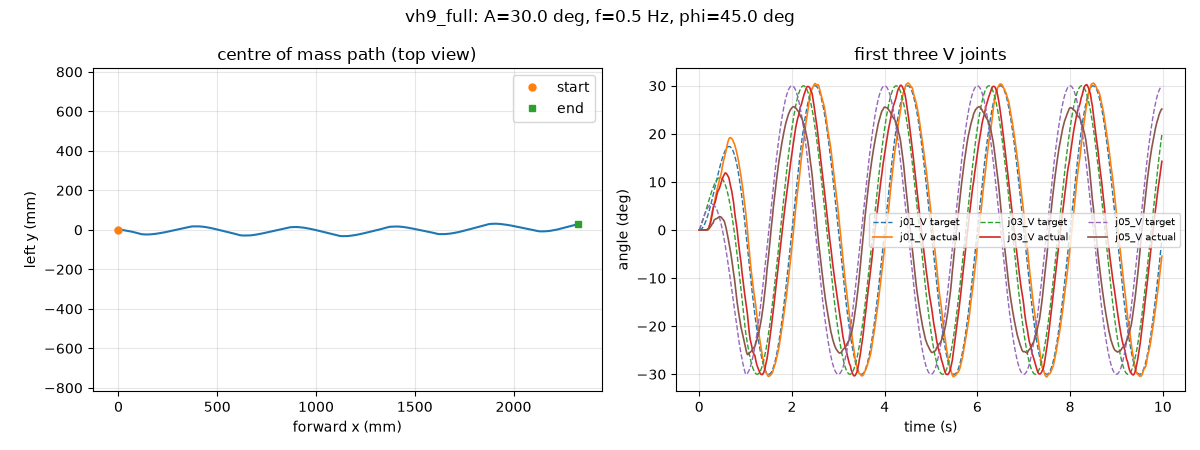 vh9_full: A=30.0 deg, f=0.5 Hz, phi=45.0 deg
centre of mass path (top view)
800
600
400
200
0
−200
−400
−600
−800
left y (mm)
start
end
0
500
1000
1500
2000
forward x (mm)
first three V joints
30
20
10
0
−10
−20
−30
angle (deg)
j01_V target
j01_V actual
j03_V target
j03_V actual
j05_V target
j05_V actual
0
2
4
6
8
10
time (s)